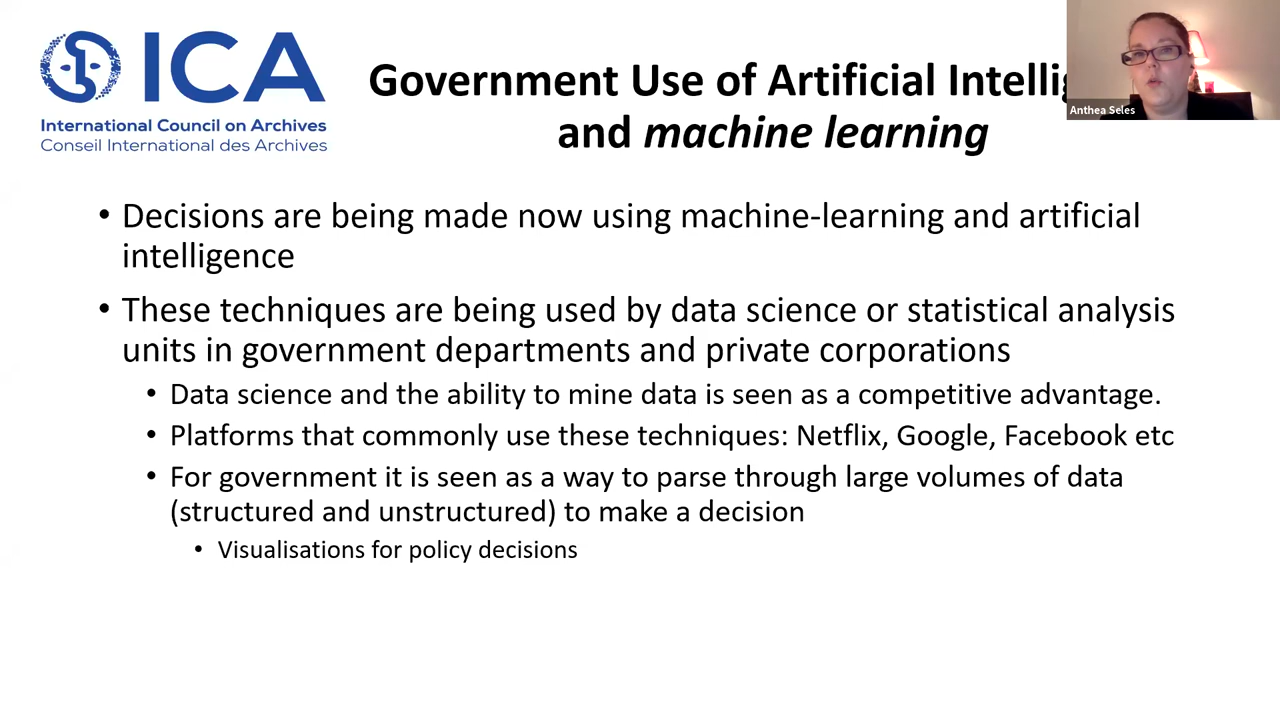 ICA
International Council on Archives
Conseil International des Archives
Government Use of Artificial
and machine learning
Anthea Seles
• Decisions are being made now using machine-learning and artificial
intelligence
• These techniques are being used by data science or statistical analysis
units in government departments and private corporations
• Data science and the ability to mine data is seen as a competitive advantage.
• Platforms that commonly use these techniques: Netflix, Google, Facebook etc
• For government it is seen as a way to parse through large volumes of data
(structured and unstructured) to make a decision
• Visualisations for policy decisions